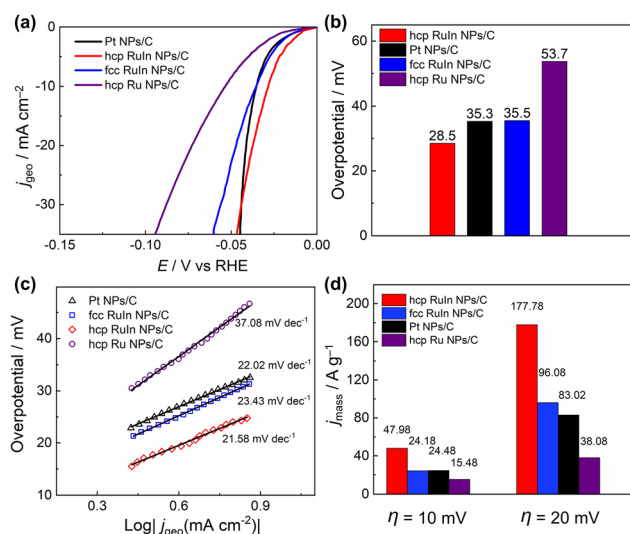 (a)
Pt NPs/C
hcp RuIn NPs/C
fcc RuIn NPs/C
hcp Ru NPs/C
j geo / mA cm⁻²
0
-10
-20
-30
-0.15 -0.10 -0.05 0.00
E / V vs RHE
(b)
hcp RuIn NPs/C
Pt NPs/C
fcc RuIn NPs/C
hcp Ru NPs/C
Overpotential / mV
60
40
20
0
28.5 35.3 35.5 53.7
(c)
Pt NPs/C
fcc RuIn NPs/C
hcp RuIn NPs/C
hcp Ru NPs/C
Overpotential / mV
50
40
30
20
10
37.08 mV dec⁻¹
22.02 mV dec⁻¹
23.43 mV dec⁻¹
21.58 mV dec⁻¹
0.3 0.6 0.9
Log| j geo(mA cm⁻²)|
(d)
hcp RuIn NPs/C
fcc RuIn NPs/C
Pt NPs/C
hcp Ru NPs/C
j mass / A g⁻¹
200
160
120
80
40
0
47.98
24.18
24.48
15.48
177.78
96.08
83.02
38.08
η = 10 mV η = 20 mV